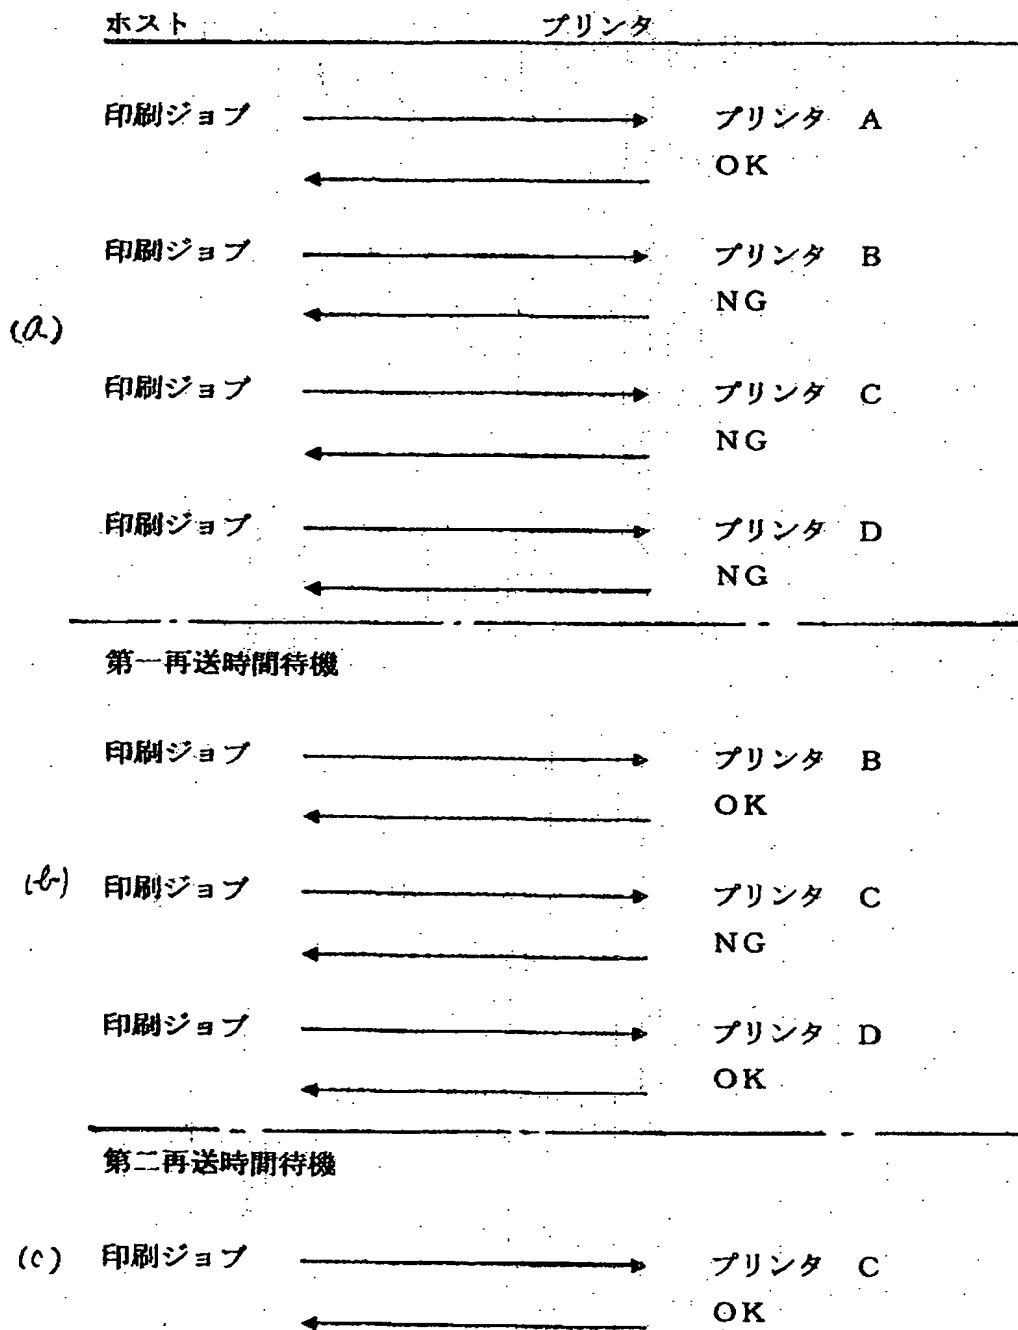 ホスト プリンタ
印刷ジョブ プリンタ A
OK
印刷ジョブ プリンタ B
NG
(a)
印刷ジョブ プリンタ C
NG
印刷ジョブ プリンタ D
NG
第一再送時間待機
印刷ジョブ プリンタ B
OK
(b) 印刷ジョブ プリンタ C
NG
印刷ジョブ プリンタ D
OK
第二再送時間待機
(c) 印刷ジョブ プリンタ C
OK